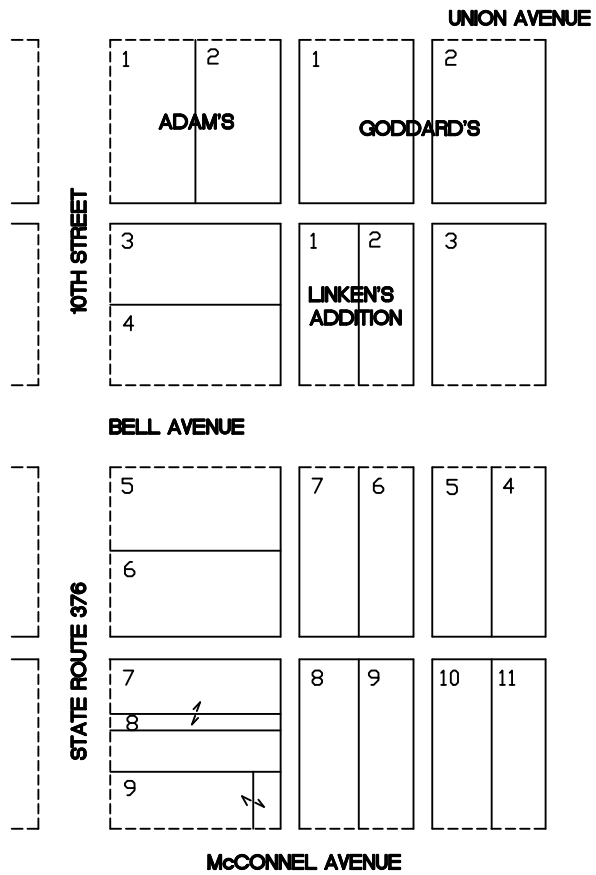 UNION AVENUE
1 2 1 2
ADAM'S GODDARD'S
10TH STREET
3 1 2 3
LINKEN'S
ADDITION
4
BELL AVENUE
5 7 6 5 4
6
STATE ROUTE 376
7 8 9 10 11
8
9
McCONNEL AVENUE